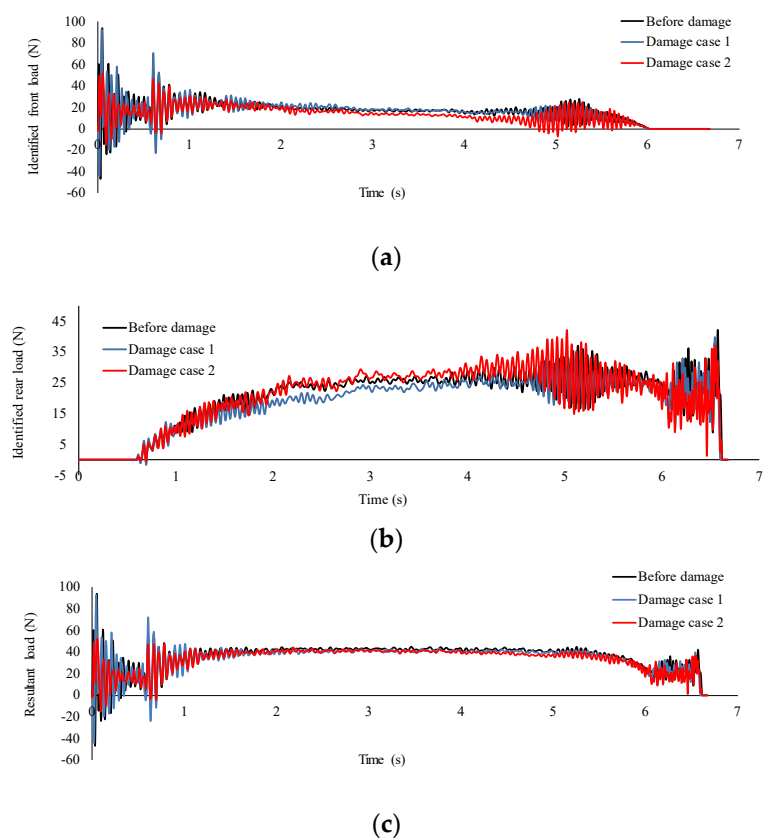 Identified front load (N)
100
80
60
40
20
0
-20
-40
-60
0 1 2 3 4 5 6 7
Time (s)
Before damage
Damage case 1
Damage case 2
(a)
Identified rear load (N)
45
35
25
15
5
-5
0 1 2 3 4 5 6 7
Time (s)
Before damage
Damage case 1
Damage case 2
(b)
Resultant load (N)
100
80
60
40
20
0
-20
-40
-60
0 1 2 3 4 5 6 7
Time (s)
Before damage
Damage case 1
Damage case 2
(c)